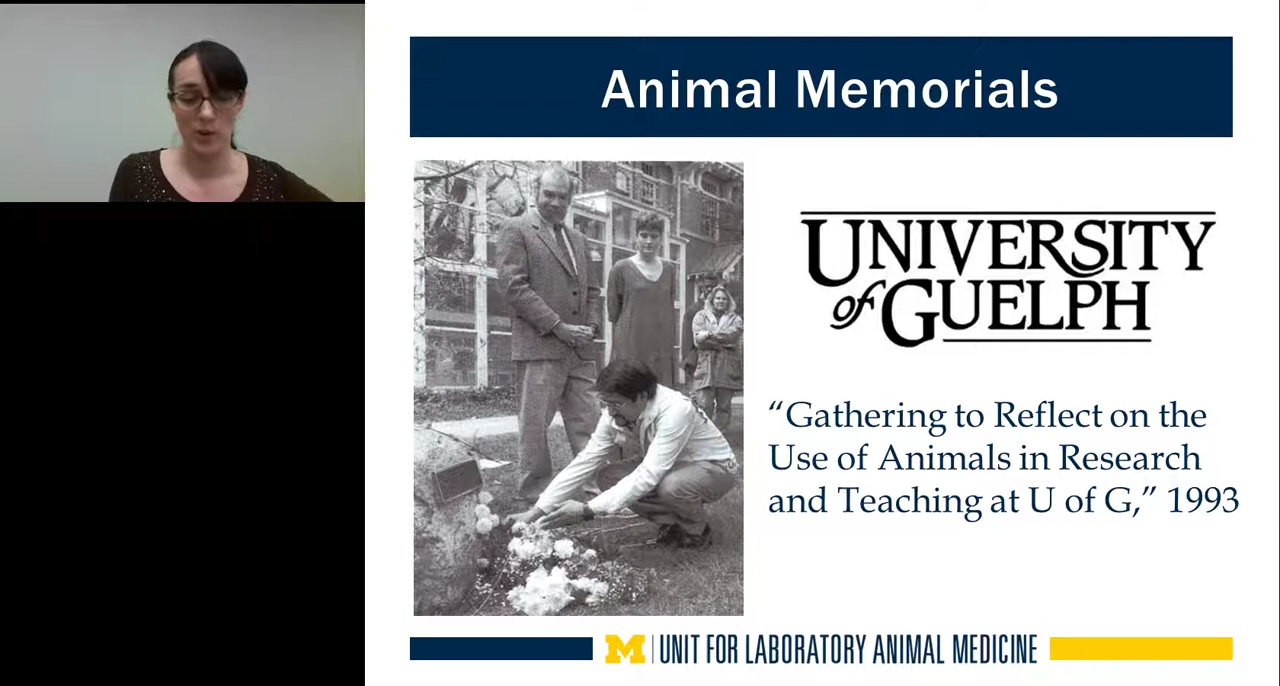 Animal Memorials
UNIVERSITY
of GUELPH
“Gathering to Reflect on the
Use of Animals in Research
and Teaching at U of G,” 1993
M | UNIT FOR LABORATORY ANIMAL MEDICINE